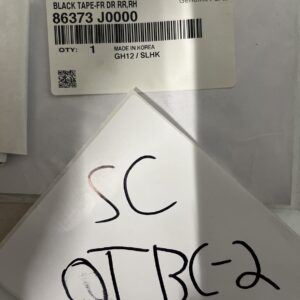 BLACK TAPE-FR DR RR,RH
86373 J0000
QTY: 1
MADE IN KOREA
GH12 / SLHK
SC
OTBC-2